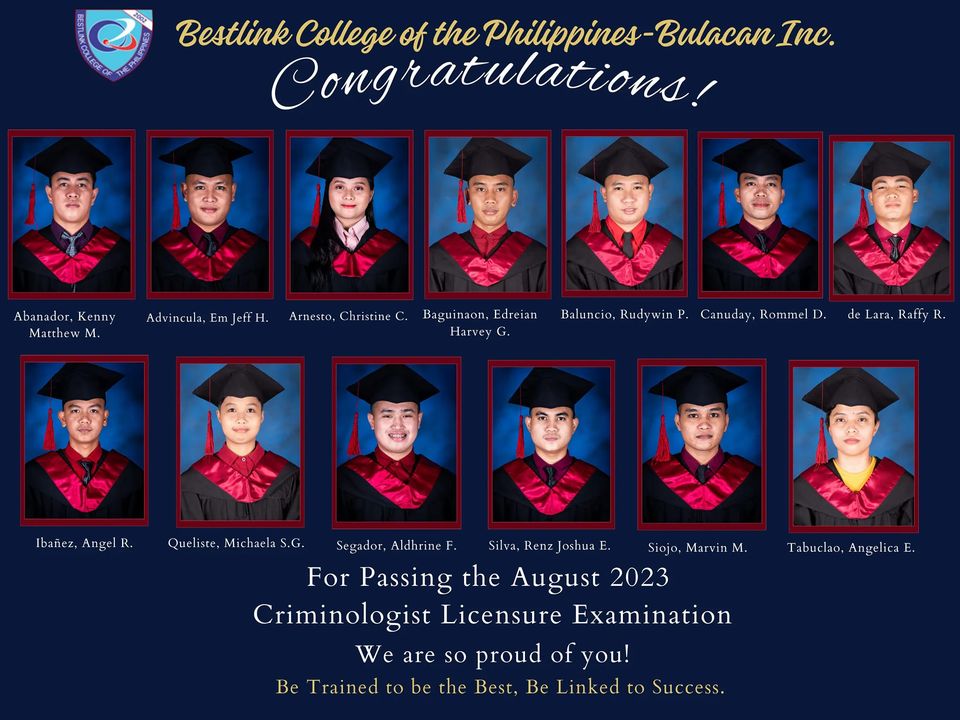 BESTLINK COLLEGE OF THE PHILIPPINES
2002
Bestlink College of the Philippines-Bulacan Inc.
Congratulations!
Abanador, Kenny
Matthew M.
Advincula, Em Jeff H.
Arnesto, Christine C.
Baguinaon, Edreian
Harvey G.
Baluncio, Rudywin P.
Canuday, Rommel D.
de Lara, Raffy R.
Ibañez, Angel R.
Queliste, Michaela S.G.
Segador, Aldhrine F.
Silva, Renz Joshua E.
Siojo, Marvin M.
Tabuclao, Angelica E.
For Passing the August 2023
Criminologist Licensure Examination
We are so proud of you!
Be Trained to be the Best, Be Linked to Success.